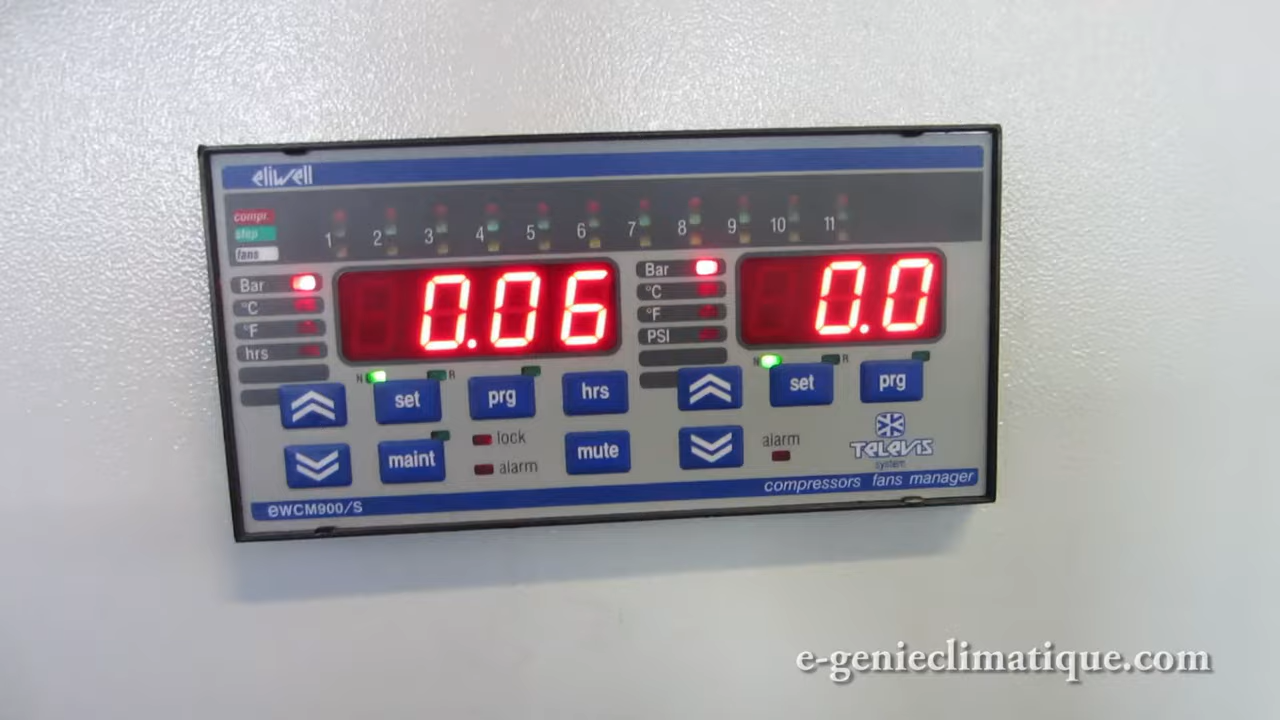 eliwell
compr.
step
fans
1 2 3 4 5 6 7 8 9 10 11
Bar
°C
°F
hrs
0.06
Bar
°C
°F
PSI
0.0
N R
set
prg
hrs
N R
set
prg
maint
lock
alarm
mute
alarm
TELEVIS
system
compressors fans manager
eWCM900/S
e-genieclimatique.com